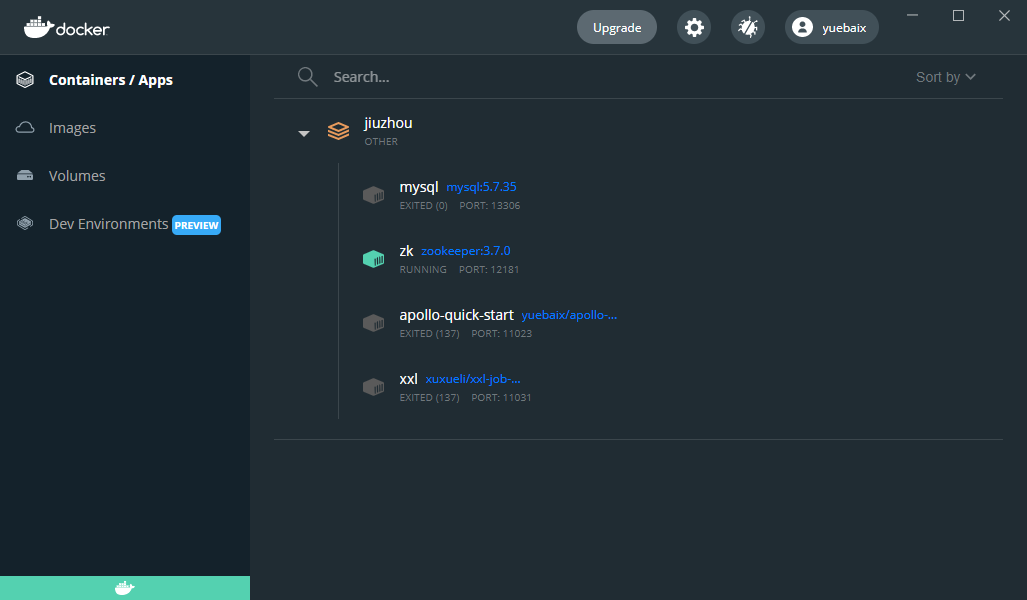 docker
Upgrade
yuebaix
Containers / Apps
Images
Volumes
Dev Environments PREVIEW
Search...
Sort by
jiuzhou
OTHER
mysql mysql:5.7.35
EXITED (0) PORT: 13306
zk zookeeper:3.7.0
RUNNING PORT: 12181
apollo-quick-start yuebaix/apollo-...
EXITED (137) PORT: 11023
xxl xuxueli/xxl-job-...
EXITED (137) PORT: 11031